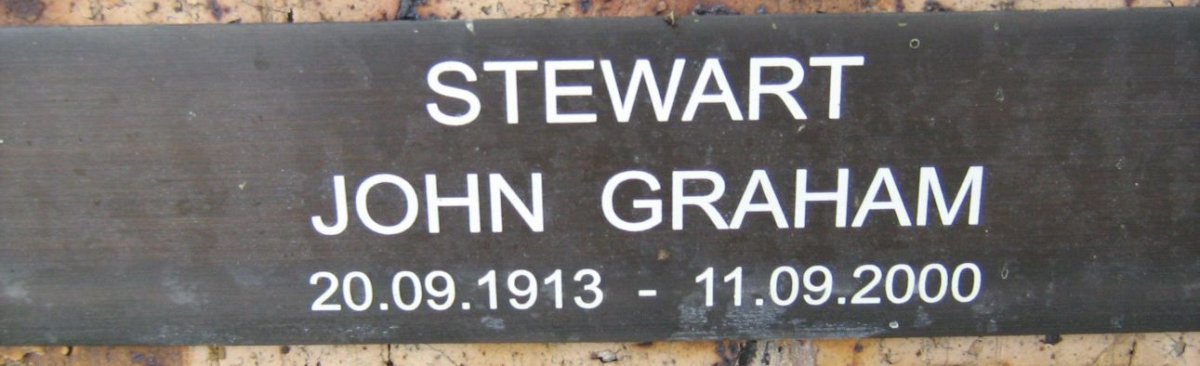 STEWART
JOHN GRAHAM
20.09.1913 - 11.09.2000